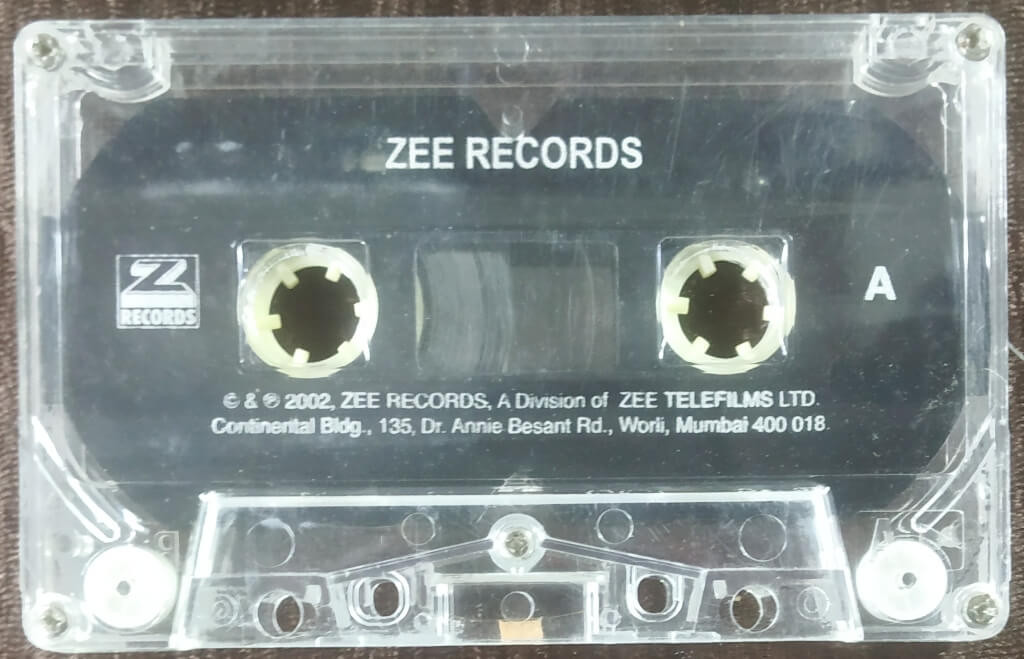 ZEE RECORDS
Z
RECORDS
A
© & ℗ 2002, ZEE RECORDS, A Division of ZEE TELEFILMS LTD.
Continental Bldg., 135, Dr. Annie Besant Rd., Worli, Mumbai 400 018.